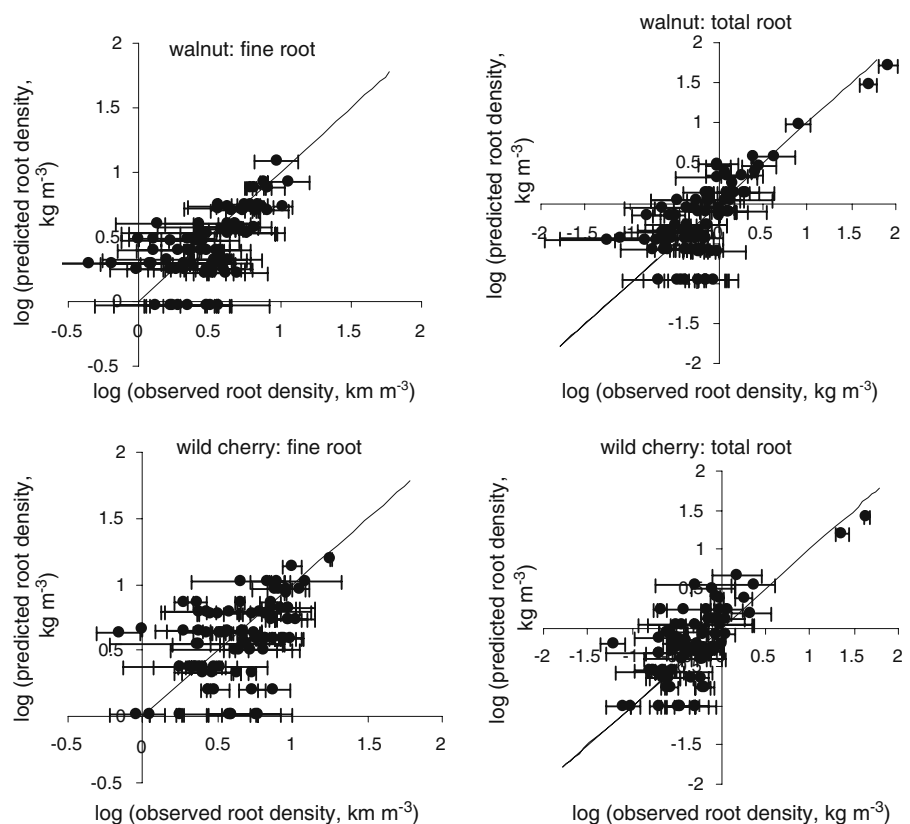 walnut: fine root
log (predicted root density,
kg m⁻³)
2
1.5
1
0.5
0
-0.5
-0.5 0 0.5 1 1.5 2
log (observed root density, km m⁻³)
walnut: total root
log (predicted root density,
kg m⁻³)
2
1.5
1
0.5
-2 -1.5 -1 0 0.5 1 1.5 2
-1.5
-2
log (observed root density, kg m⁻³)
wild cherry: fine root
log (predicted root density,
kg m⁻³)
2
1.5
1
0.5
0
-0.5
-0.5 0 0.5 1 1.5 2
log (observed root density, km m⁻³)
wild cherry: total root
log (predicted root density,
kg m⁻³)
2
1.5
1
0.5
-2 -1.5 -1 0 0.5 1 1.5 2
-1.5
-2
log (observed root density, kg m⁻³)